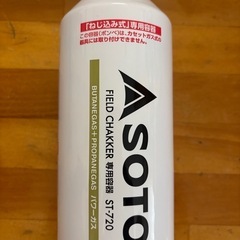 「ねじ込み式」専用容器
この容器(ボンベ)は、カセットガス式の
器具には取り付けできません。
SOTO
FIELD CHAKKER 専用容器 ST-720
BUTANEGAS+PROPANEGAS パワーガス